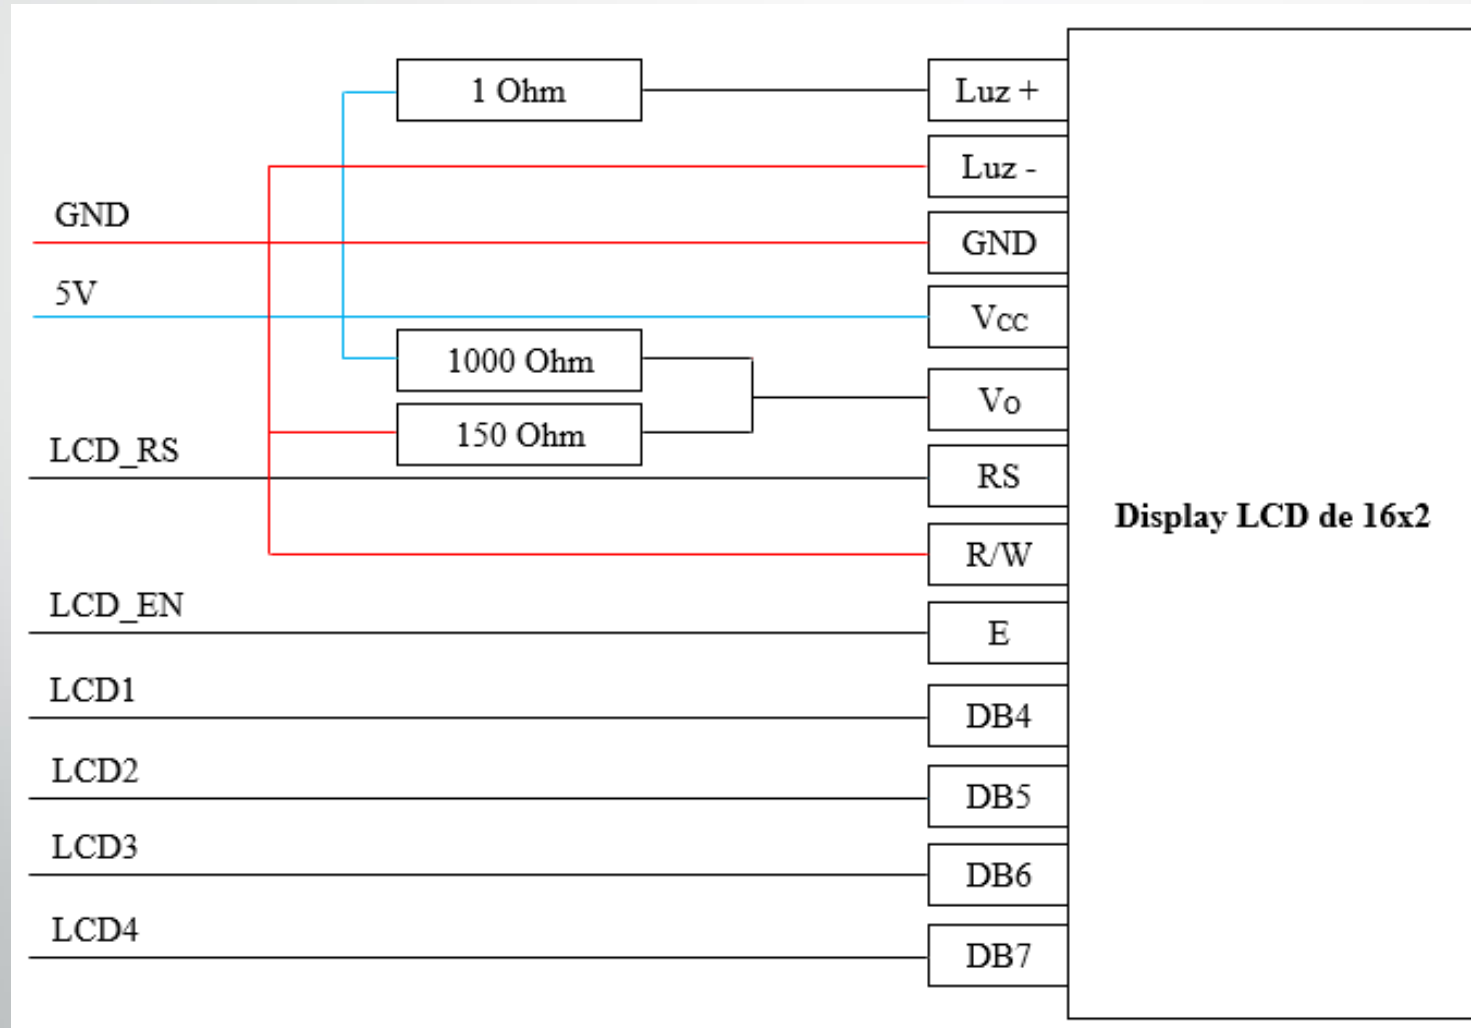 1 Ohm
Luz +
Luz -
GND
GND
5V
Vcc
1000 Ohm
Vo
150 Ohm
LCD_RS
RS
Display LCD de 16x2
R/W
LCD_EN
E
LCD1
DB4
LCD2
DB5
LCD3
DB6
LCD4
DB7